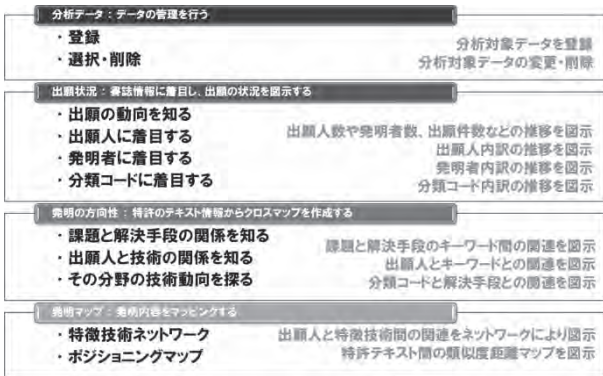 分析データ：データの管理を行う
・登録 分析対象データを登録
・選択・削除 分析対象データの変更・削除
出願状況：書誌情報に着目し、出願の状況を図示する
・出願の動向を知る 出願人数や発明者数、出願件数などの推移を図示
・出願人に着目する 出願人内訳の推移を図示
・発明者に着目する 発明者内訳の推移を図示
・分類コードに着目する 分類コード内訳の推移を図示
発明の方向性：特許のテキスト情報からクロスマップを作成する
・課題と解決手段の関係を知る 課題と解決手段のキーワード間の関連を図示
・出願人と技術の関係を知る 出願人とキーワードとの関連を図示
・その分野の技術動向を探る 分類コードと解決手段との関連を図示
発明マップ：発明内容をマッピングする
・特徴技術ネットワーク 出願人と特徴技術間の関連をネットワークにより図示
・ポジショニングマップ 特許テキスト間の類似度距離マップを図示